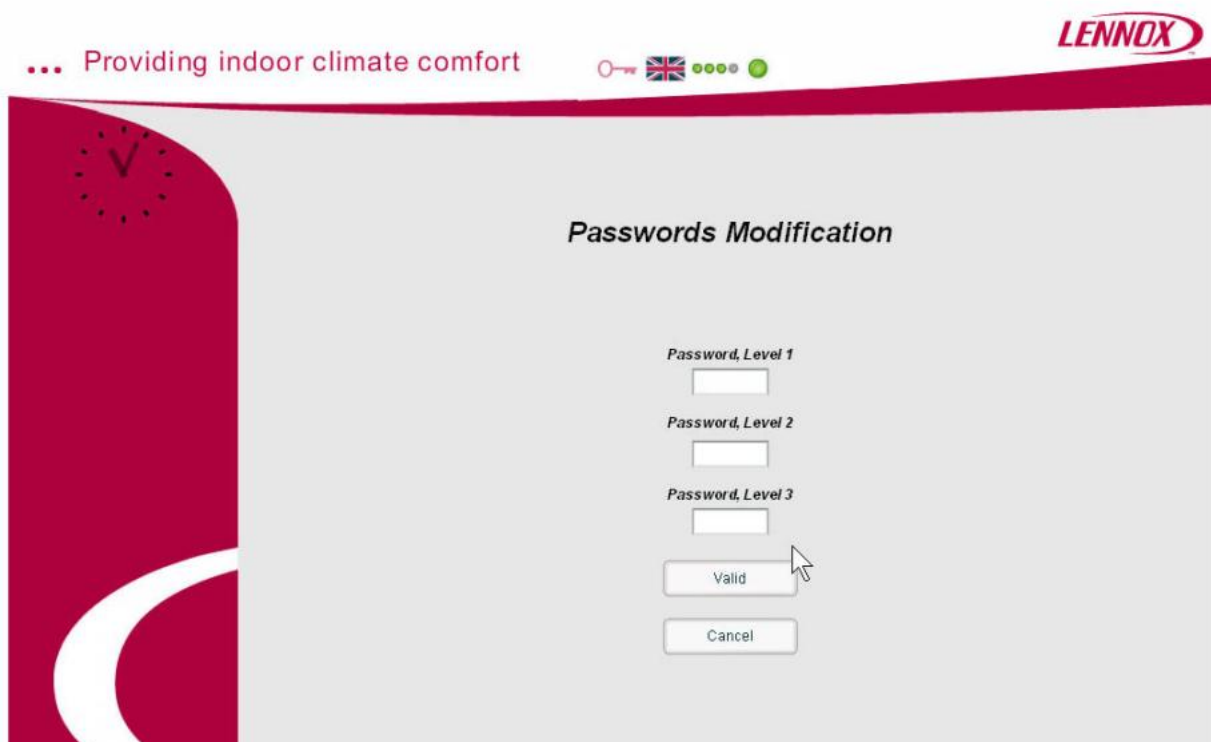 LENNOX
... Providing indoor climate comfort
Passwords Modification
Password, Level 1
Password, Level 2
Password, Level 3
Valid
Cancel